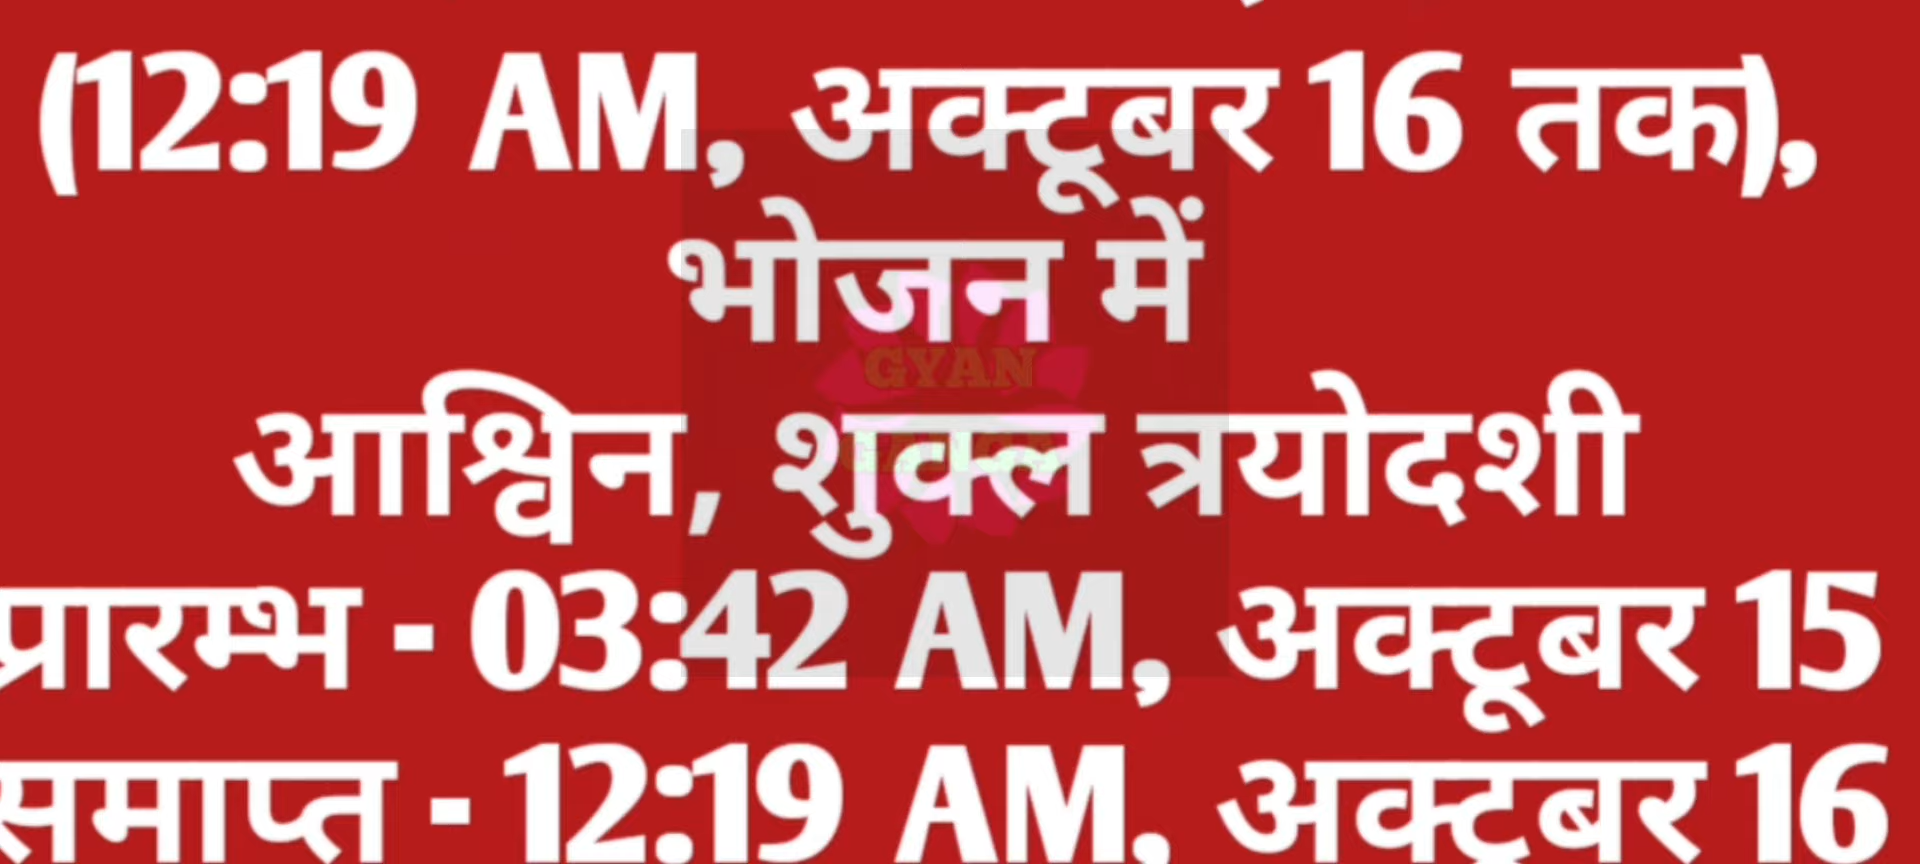 (12:19 AM, अक्टूबर 16 तक),
भोजन में
GYAN
आश्विन, शुक्ल त्रयोदशी
प्रारम्भ - 03:42 AM, अक्टूबर 15
समाप्त - 12:19 AM, अक्टूबर 16